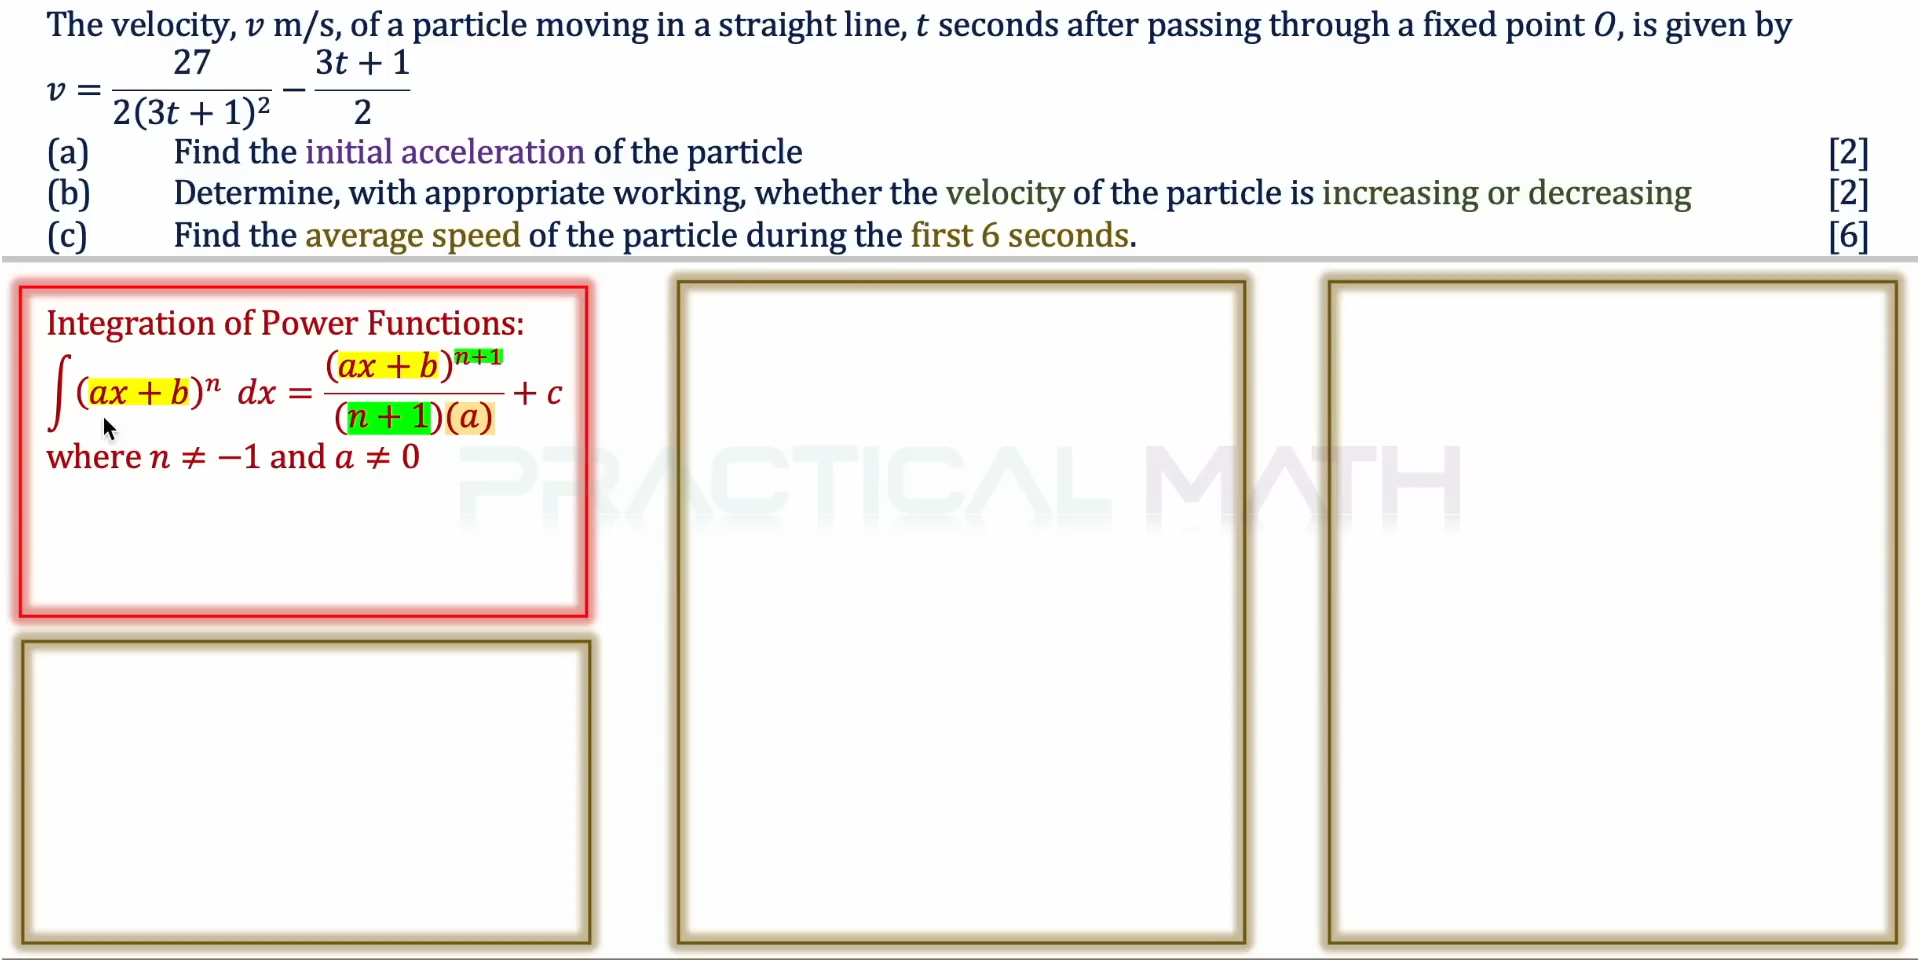 The velocity, v m/s, of a particle moving in a straight line, t seconds after passing through a fixed point O, is given by
v = 27/(2(3t + 1)²) − (3t + 1)/2
(a) Find the initial acceleration of the particle [2]
(b) Determine, with appropriate working, whether the velocity of the particle is increasing or decreasing [2]
(c) Find the average speed of the particle during the first 6 seconds. [6]
Integration of Power Functions:
∫(ax + b)ⁿ dx = (ax + b)ⁿ⁺¹/((n + 1)(a)) + c
where n ≠ −1 and a ≠ 0
PRACTICAL MATH